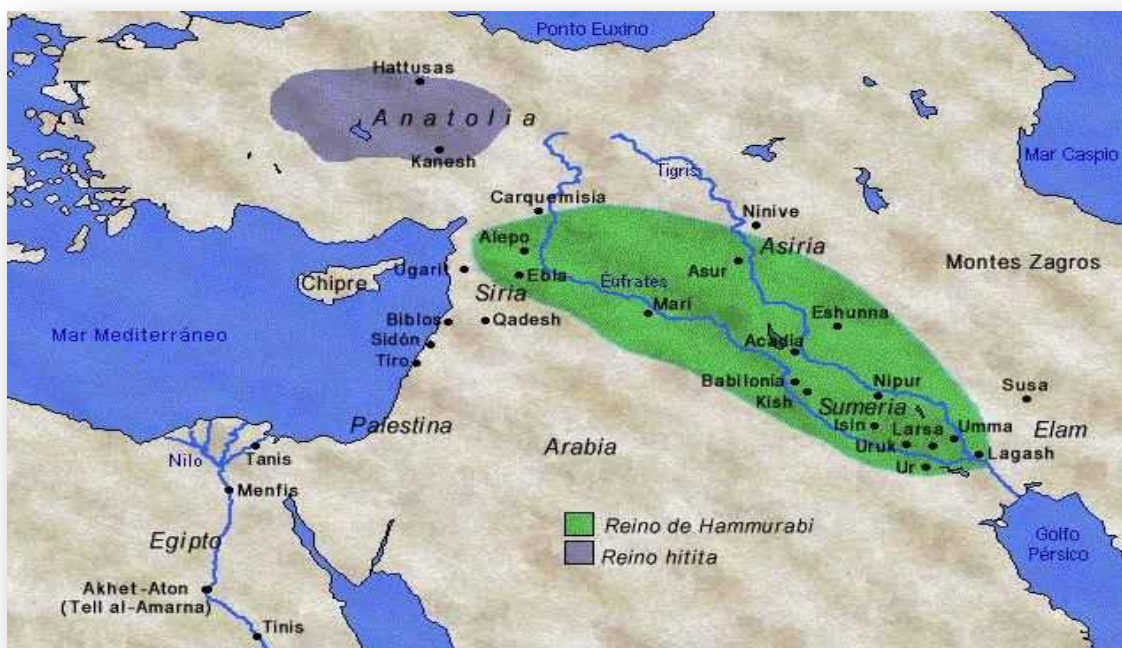 Ponto Euxino
Hattusas
Anatolia
Kanesh
Mar Caspio
Tigris
Carquemisia
Ninive
Alepo
Asiria
Ugarit
Ebla
Asur
Montes Zagros
Chipre
Siria
Éufrates
Mari
Eshunna
Mar Mediterráneo
Biblos
Qadesh
Sidón
Acadia
Tiro
Babilonia
Nipur
Susa
Kish
Sumeria
Palestina
Isin
Larsa
Umma
Elam
Arabia
Uruk
Lagash
Nilo
Tanis
Ur
Menfis
Reino de Hammurabi
Egipto
Golfo
Pérsico
Reino hitita
Akhet-Aton
(Tell al-Amarna)
Tinis